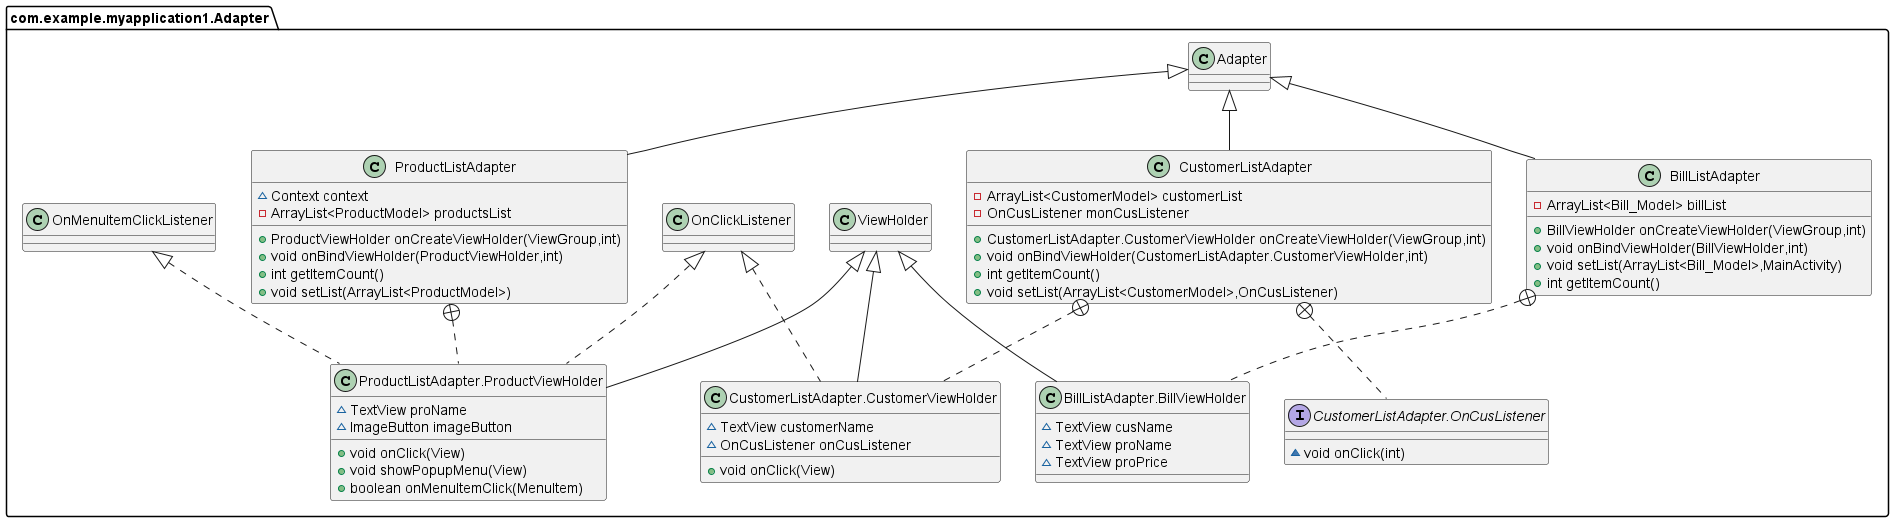 com.example.myapplication1.Adapter
C Adapter
C ProductListAdapter
Context context
ArrayList<ProductModel> productsList
ProductViewHolder onCreateViewHolder(ViewGroup,int)
void onBindViewHolder(ProductViewHolder,int)
int getItemCount()
void setList(ArrayList<ProductModel>)
C CustomerListAdapter
ArrayList<CustomerModel> customerList
OnCusListener monCusListener
CustomerListAdapter.CustomerViewHolder onCreateViewHolder(ViewGroup,int)
void onBindViewHolder(CustomerListAdapter.CustomerViewHolder,int)
int getItemCount()
void setList(ArrayList<CustomerModel>,OnCusListener)
C BillListAdapter
ArrayList<Bill_Model> billList
BillViewHolder onCreateViewHolder(ViewGroup,int)
void onBindViewHolder(BillViewHolder,int)
void setList(ArrayList<Bill_Model>,MainActivity)
int getItemCount()
C OnMenuItemClickListener
C OnClickListener
C ViewHolder
C ProductListAdapter.ProductViewHolder
TextView proName
ImageButton imageButton
void onClick(View)
void showPopupMenu(View)
boolean onMenuItemClick(MenuItem)
C CustomerListAdapter.CustomerViewHolder
TextView customerName
OnCusListener onCusListener
void onClick(View)
C BillListAdapter.BillViewHolder
TextView cusName
TextView proName
TextView proPrice
I CustomerListAdapter.OnCusListener
void onClick(int)